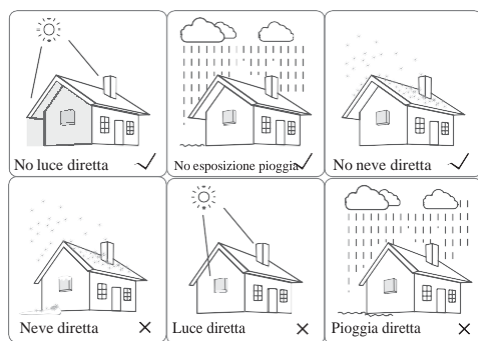 No luce diretta
No esposizione pioggia
No neve diretta
Neve diretta
Luce diretta
Pioggia diretta